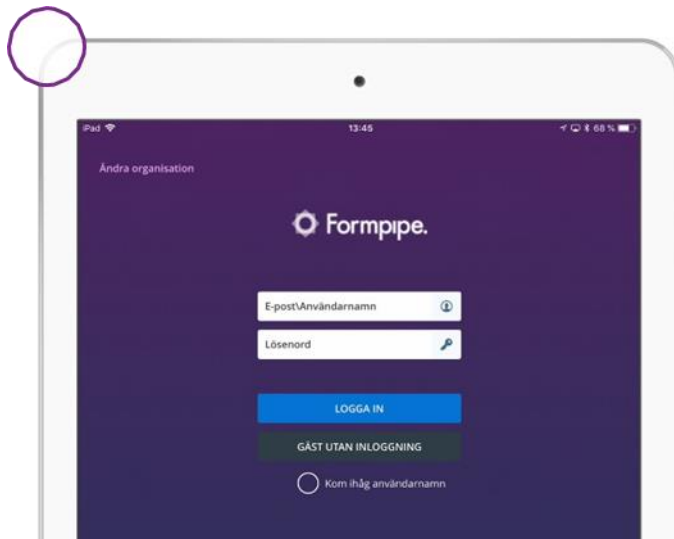 iPad 13:45 68 %
Ändra organisation
Formpipe.
E-post\Användarnamn
Lösenord
LOGGA IN
GÄST UTAN INLOGGNING
Kom ihåg användarnamn